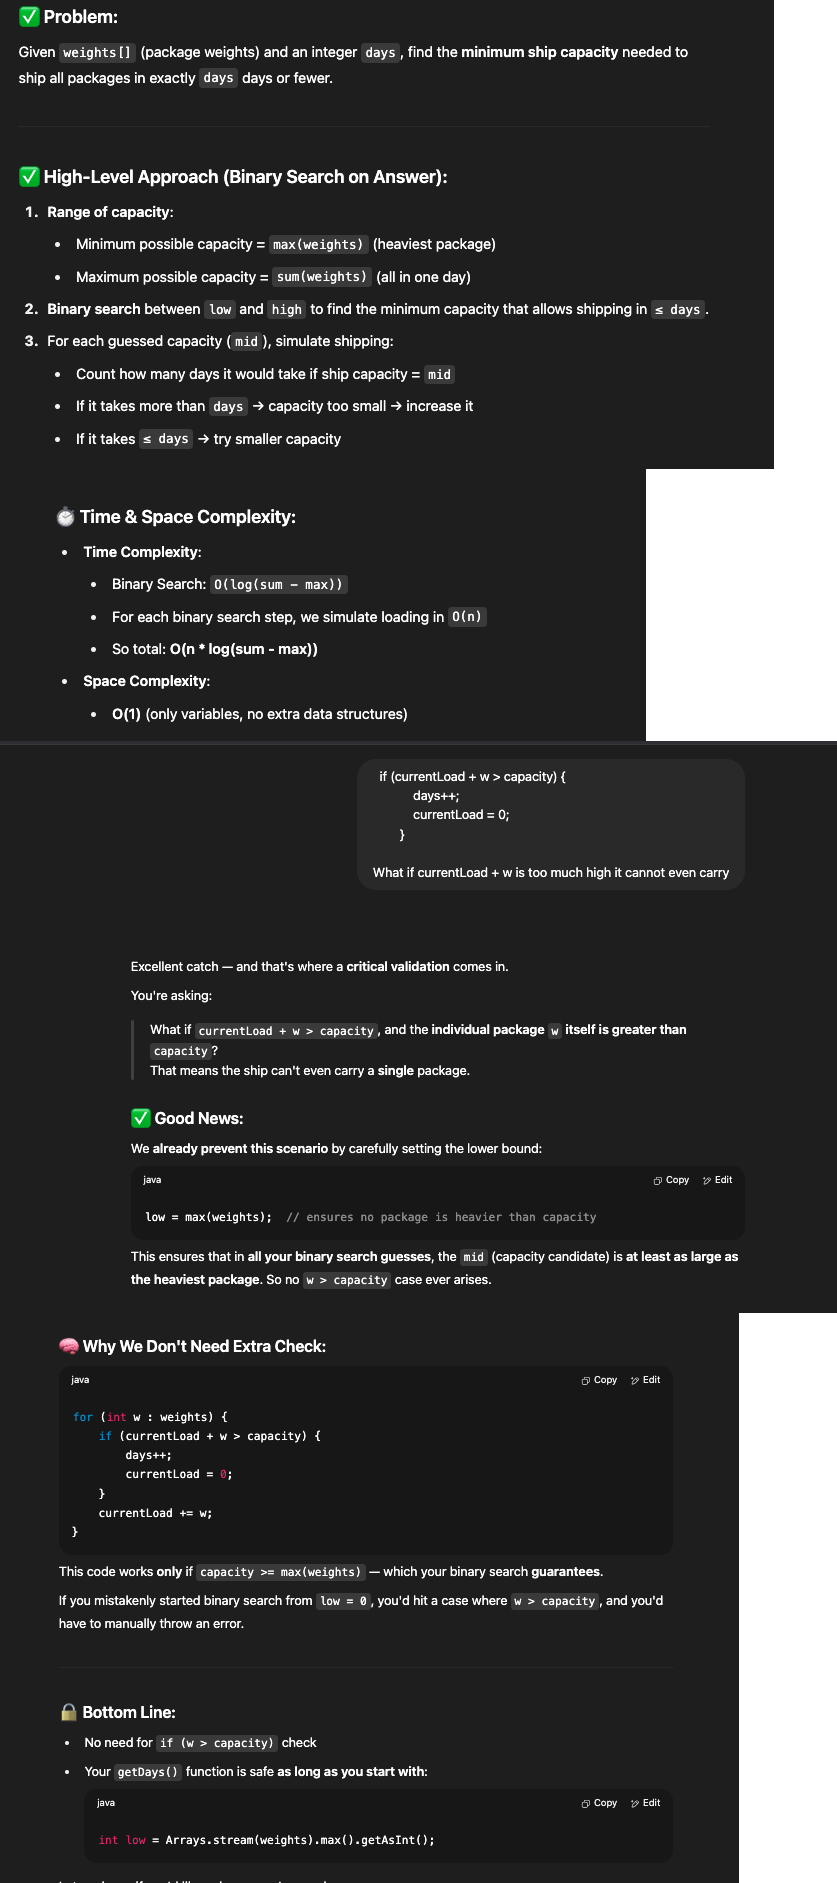 ✅ Problem:
Given weights[] (package weights) and an integer days, find the minimum ship capacity needed to
ship all packages in exactly days days or fewer.
✅ High-Level Approach (Binary Search on Answer):
1. Range of capacity:
• Minimum possible capacity = max(weights) (heaviest package)
• Maximum possible capacity = sum(weights) (all in one day)
2. Binary search between low and high to find the minimum capacity that allows shipping in ≤ days.
3. For each guessed capacity (mid), simulate shipping:
• Count how many days it would take if ship capacity = mid
• If it takes more than days → capacity too small → increase it
• If it takes ≤ days → try smaller capacity
⏱️ Time & Space Complexity:
• Time Complexity:
• Binary Search: O(log(sum - max))
• For each binary search step, we simulate loading in O(n)
• So total: O(n * log(sum - max))
• Space Complexity:
• O(1) (only variables, no extra data structures)
if (currentLoad + w > capacity) {
days++;
currentLoad = 0;
}
What if currentLoad + w is too much high it cannot even carry
Excellent catch — and that's where a critical validation comes in.
You're asking:
What if currentLoad + w > capacity, and the individual package w itself is greater than
capacity?
That means the ship can't even carry a single package.
✅ Good News:
We already prevent this scenario by carefully setting the lower bound:
java Copy Edit
low = max(weights); // ensures no package is heavier than capacity
This ensures that in all your binary search guesses, the mid (capacity candidate) is at least as large as
the heaviest package. So no w > capacity case ever arises.
🧠 Why We Don't Need Extra Check:
java Copy Edit
for (int w : weights) {
if (currentLoad + w > capacity) {
days++;
currentLoad = 0;
}
currentLoad += w;
}
This code works only if capacity >= max(weights) — which your binary search guarantees.
If you mistakenly started binary search from low = 0, you'd hit a case where w > capacity, and you'd
have to manually throw an error.
🔒 Bottom Line:
• No need for if (w > capacity) check
• Your getDays() function is safe as long as you start with:
java Copy Edit
int low = Arrays.stream(weights).max().getAsInt();